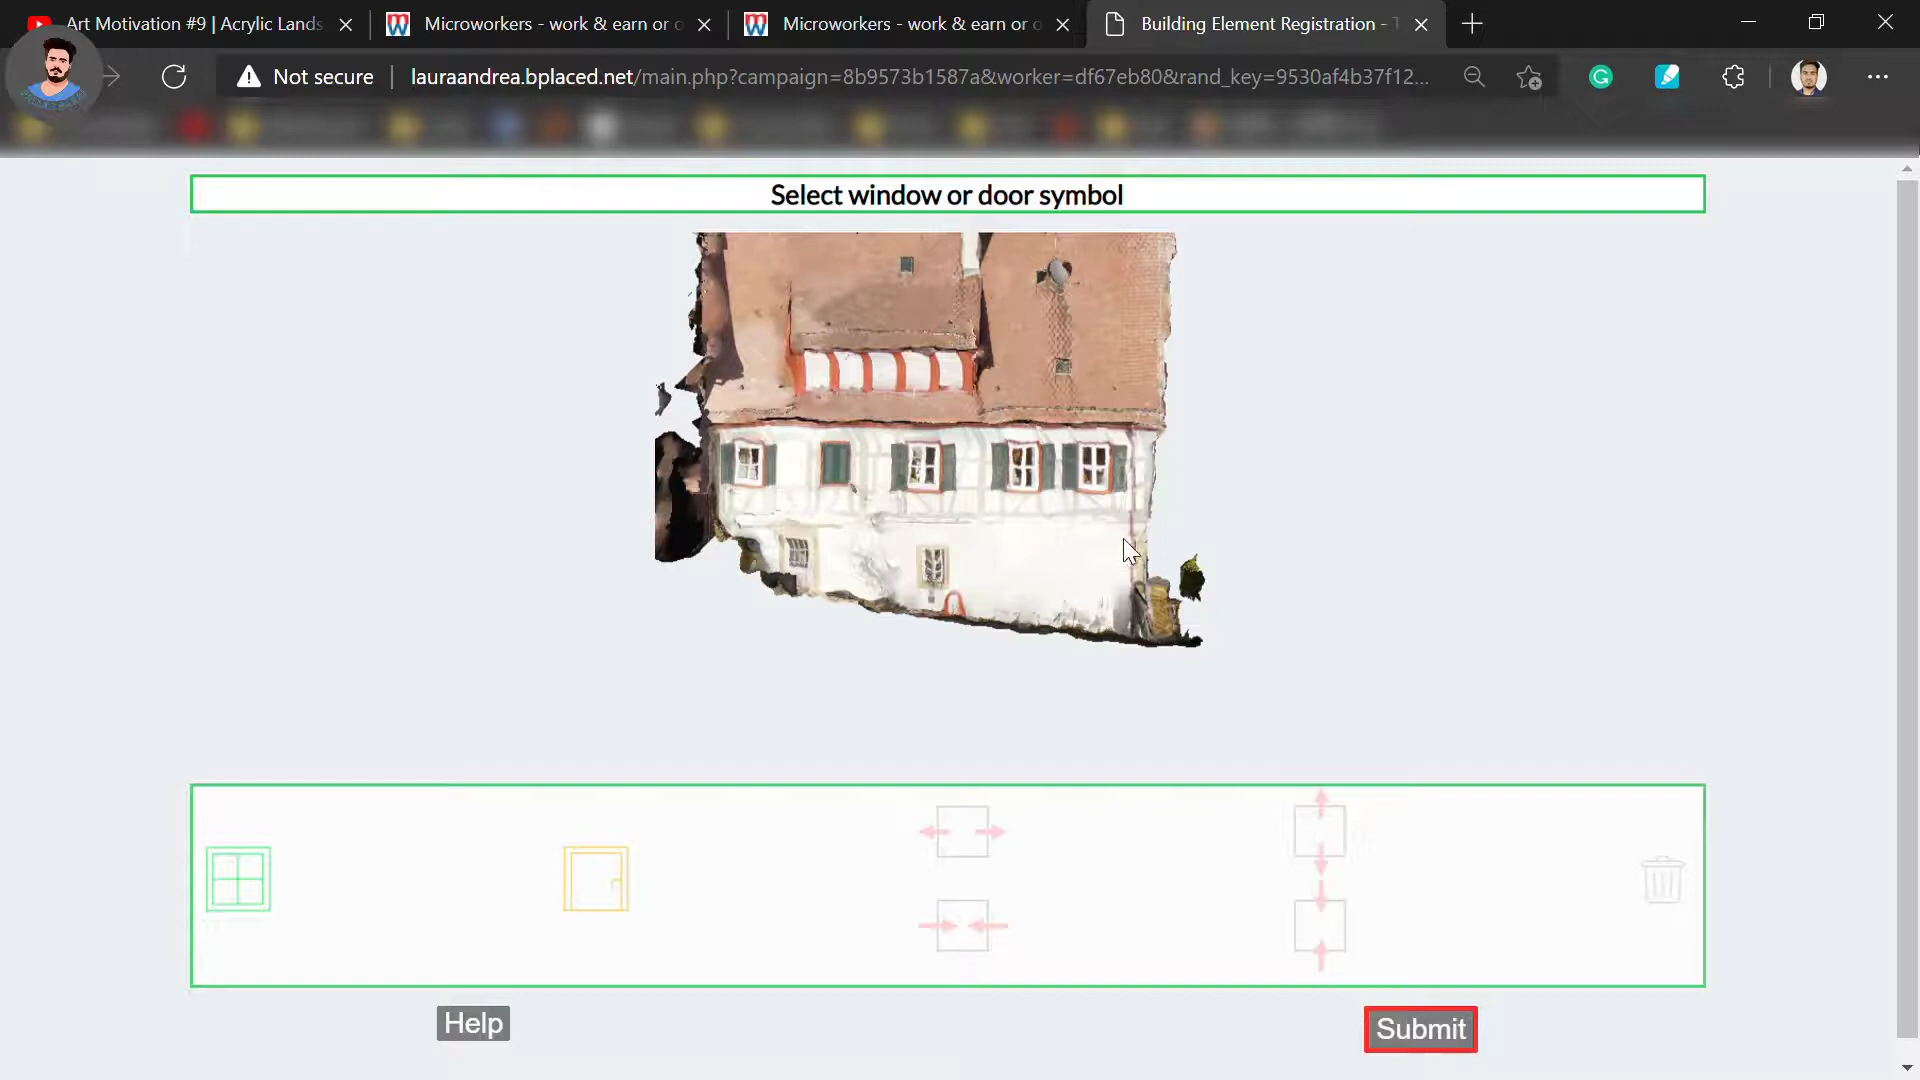 Art Motivation #9 | Acrylic Lands
Microworkers - work & earn or o
Microworkers - work & earn or o
Building Element Registration - T
Not secure
lauraandrea.bplaced.net/main.php?campaign=8b9573b1587a&worker=df67eb80&rand_key=9530af4b37f12...
Select window or door symbol
Help
Submit